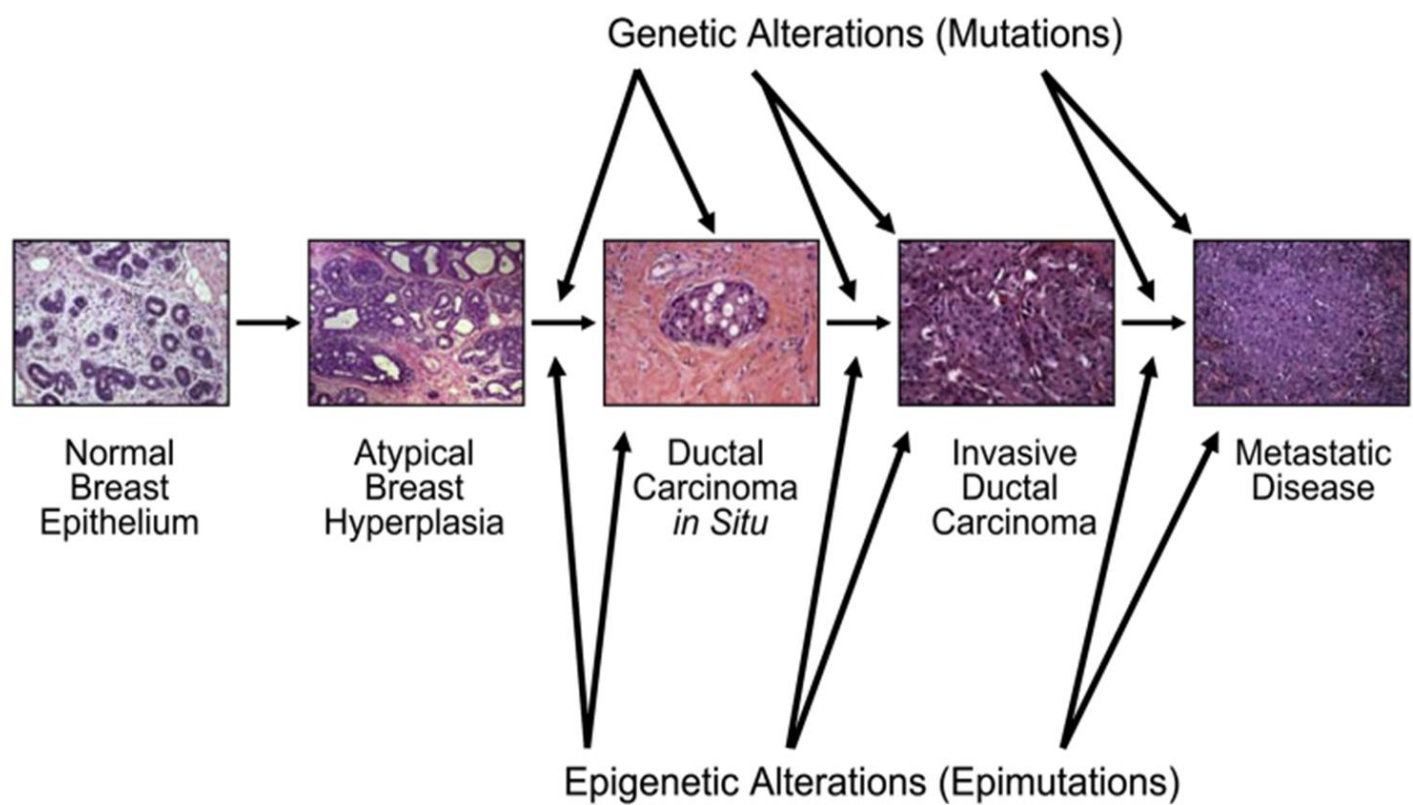 Genetic Alterations (Mutations)
Normal
Breast
Epithelium
Atypical
Breast
Hyperplasia
Ductal
Carcinoma
in Situ
Invasive
Ductal
Carcinoma
Metastatic
Disease
Epigenetic Alterations (Epimutations)